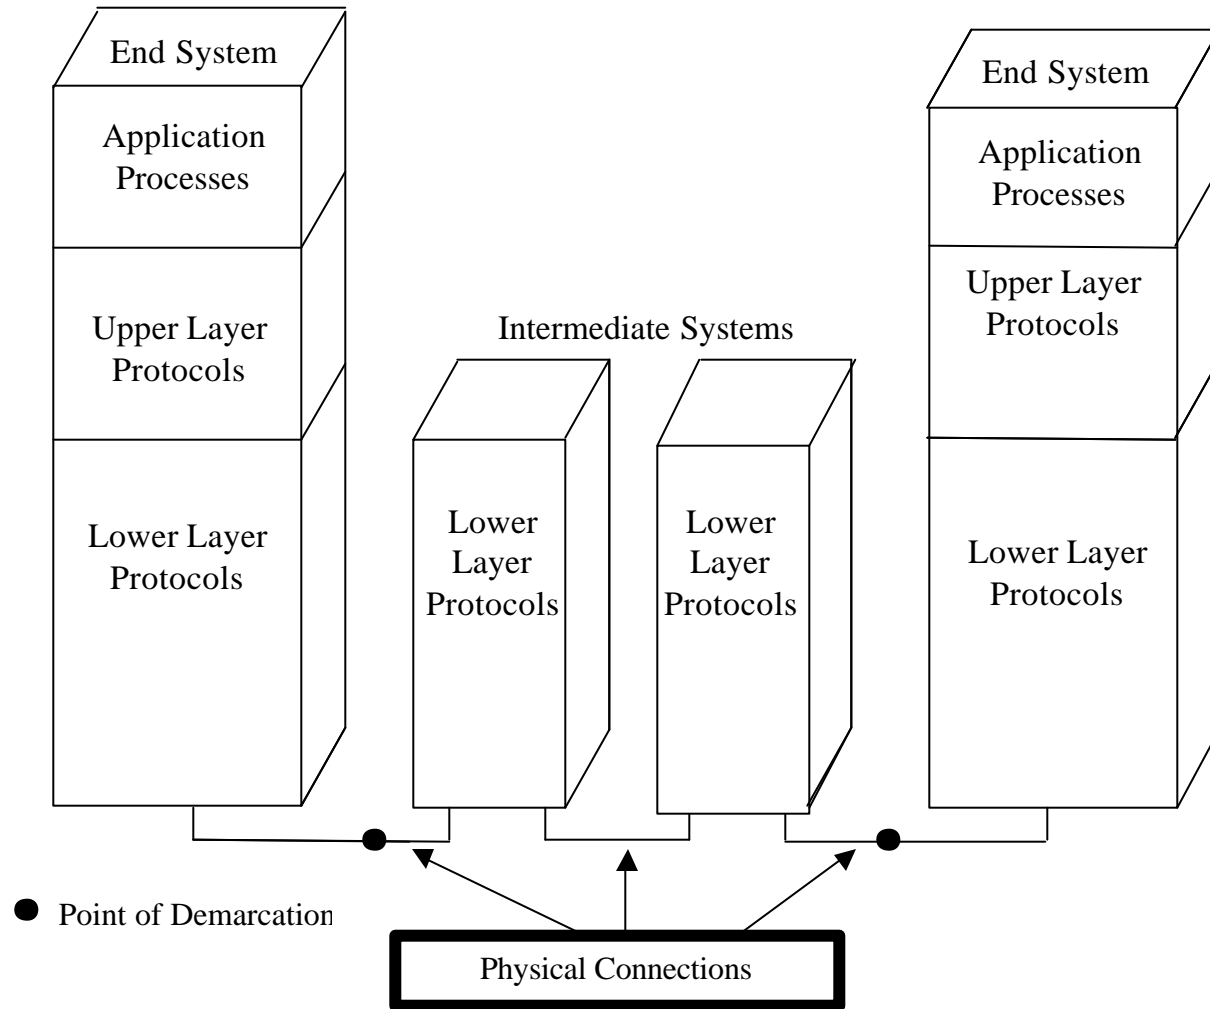 End System
Application
Processes
Upper Layer
Protocols
Lower Layer
Protocols
Intermediate Systems
Lower
Layer
Protocols
Lower
Layer
Protocols
End System
Application
Processes
Upper Layer
Protocols
Lower Layer
Protocols
Point of Demarcation
Physical Connections